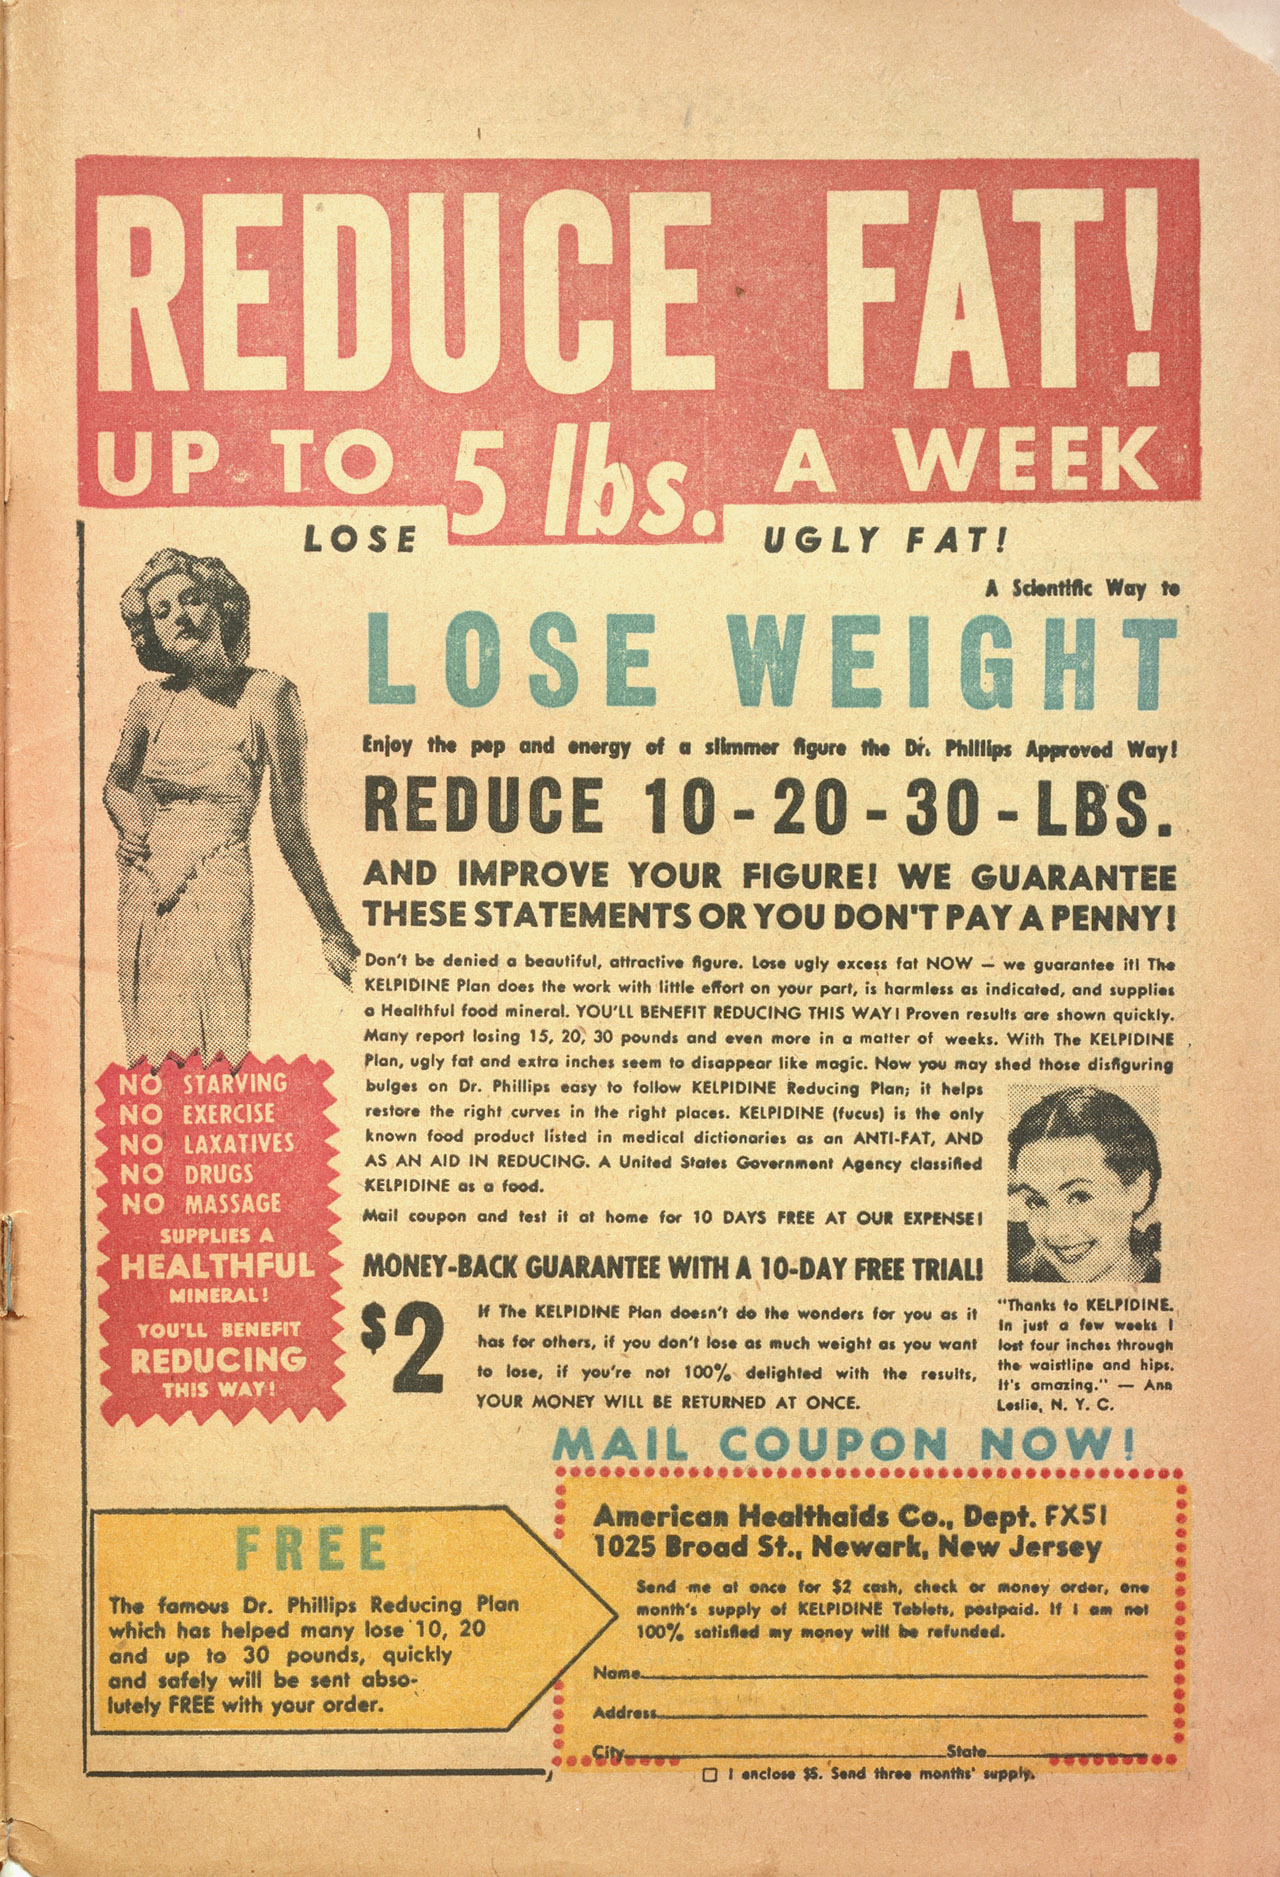 REDUCE FAT!
UP TO 5 lbs. A WEEK
LOSE UGLY FAT!
A Scientific Way to
LOSE WEIGHT
Enjoy the pep and energy of a slimmer figure the Dr. Phillips Approved Way!
REDUCE 10 - 20 - 30 - LBS.
AND IMPROVE YOUR FIGURE! WE GUARANTEE
THESE STATEMENTS OR YOU DON'T PAY A PENNY!
Don't be denied a beautiful, attractive figure. Lose ugly excess fat NOW — we guarantee it! The
KELPIDINE Plan does the work with little effort on your part, is harmless as indicated, and supplies
a Healthful food mineral. YOU'LL BENEFIT REDUCING THIS WAY! Proven results are shown quickly.
Many report losing 15, 20, 30 pounds and even more in a matter of weeks. With The KELPIDINE
Plan, ugly fat and extra inches seem to disappear like magic. Now you may shed those disfiguring
bulges on Dr. Phillips easy to follow KELPIDINE Reducing Plan; it helps
restore the right curves in the right places. KELPIDINE (fucus) is the only
known food product listed in medical dictionaries as an ANTI-FAT, AND
AS AN AID IN REDUCING. A United States Government Agency classified
KELPIDINE as a food.
Mail coupon and test it at home for 10 DAYS FREE AT OUR EXPENSE!
MONEY-BACK GUARANTEE WITH A 10-DAY FREE TRIAL!
$2
If The KELPIDINE Plan doesn't do the wonders for you as it
has for others, if you don't lose as much weight as you want
to lose, if you're not 100% delighted with the results,
YOUR MONEY WILL BE RETURNED AT ONCE.
"Thanks to KELPIDINE.
In just a few weeks I
lost four inches through
the waistline and hips.
It's amazing." — Ann
Leslie, N. Y. C.
NO STARVING
NO EXERCISE
NO LAXATIVES
NO DRUGS
NO MASSAGE
SUPPLIES A
HEALTHFUL
MINERAL!
YOU'LL BENEFIT
REDUCING
THIS WAY!
MAIL COUPON NOW!
FREE
The famous Dr. Phillips Reducing Plan
which has helped many lose 10, 20
and up to 30 pounds, quickly
and safely will be sent abso-
lutely FREE with your order.
American Healthaids Co., Dept. FX51
1025 Broad St., Newark, New Jersey
Send me at once for $2 cash, check or money order, one
month's supply of KELPIDINE Tablets, postpaid. If I am not
100% satisfied my money will be refunded.
Name
Address
City State
I enclose $5. Send three months' supply.